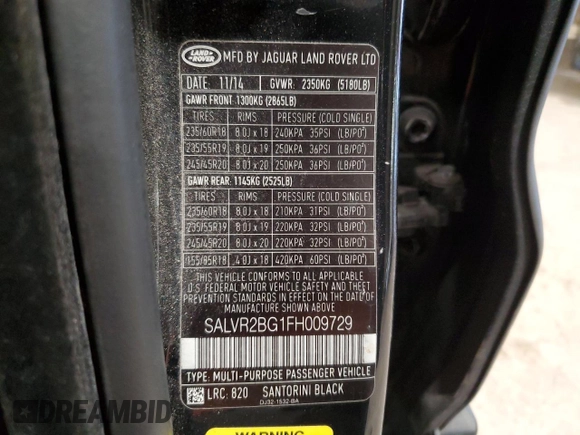 LAND ROVER MFD BY JAGUAR LAND ROVER LTD
DATE 11/14 GVWR. 2350KG (5180LB)
GAWR FRONT 1300KG (2865LB)
TIRES RIMS PRESSURE (COLD SINGLE)
235/60R18 8.0J x 18 240KPA 35PSI (LB/PO²)
235/55R19 8.0J x 19 250KPA 36PSI (LB/PO²)
245/45R20 8.0J x 20 250KPA 36PSI (LB/PO²)
GAWR REAR: 1145KG (2525LB)
TIRES RIMS PRESSURE (COLD SINGLE)
235/60R18 8.0J x 18 210KPA 31PSI (LB/PO²)
235/55R19 8.0J x 19 220KPA 32PSI (LB/PO²)
245/45R20 8.0J x 20 220KPA 32PSI (LB/PO²)
155/85R18 4.0J x 18 420KPA 60PSI (LB/PO²)
THIS VEHICLE CONFORMS TO ALL APPLICABLE
U.S. FEDERAL MOTOR VEHICLE SAFETY AND THEFT
PREVENTION STANDARDS IN EFFECT ON THE DATE OF
MANUFACTURE SHOWN ABOVE.
SALVR2BG1FH009729
TYPE: MULTI-PURPOSE PASSENGER VEHICLE
LRC: 820 SANTORINI BLACK
DJ32-1532-BA
WARNING
DREAMBID